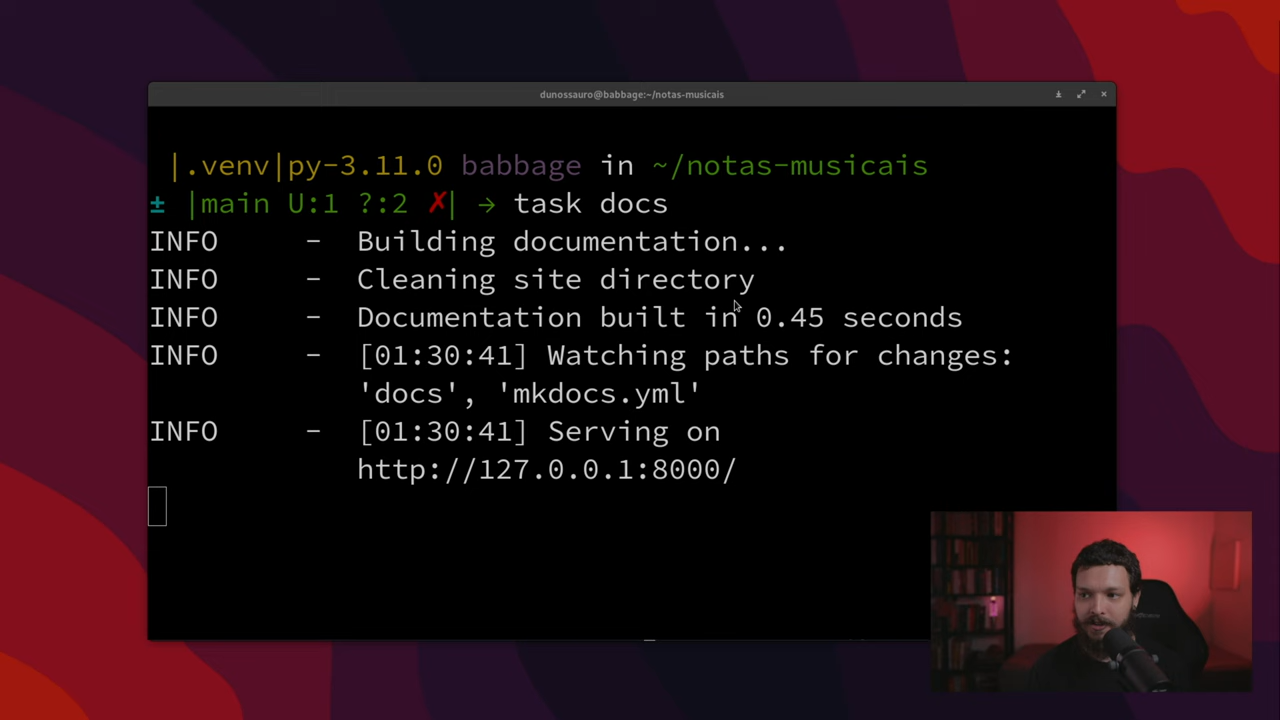 dunossauro@babbage:~/notas-musicais
|.venv|py-3.11.0 babbage in ~/notas-musicais
± |main U:1 ?:2 ✗| → task docs
INFO - Building documentation...
INFO - Cleaning site directory
INFO - Documentation built in 0.45 seconds
INFO - [01:30:41] Watching paths for changes:
'docs', 'mkdocs.yml'
INFO - [01:30:41] Serving on
http://127.0.0.1:8000/